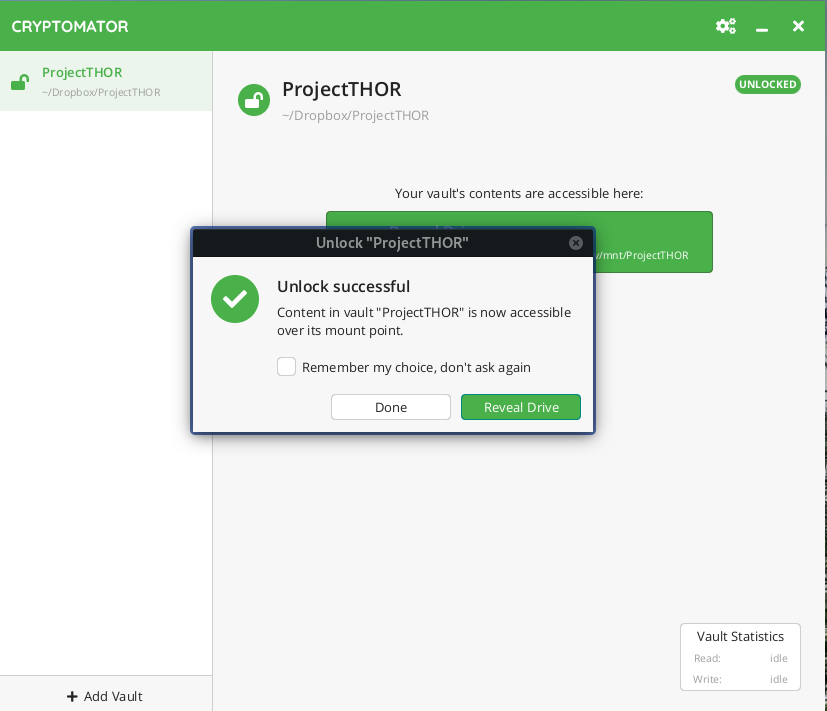 CRYPTOMATOR
ProjectTHOR
~/Dropbox/ProjectTHOR
ProjectTHOR
~/Dropbox/ProjectTHOR
UNLOCKED
Your vault's contents are accessible here:
/mnt/ProjectTHOR
Unlock "ProjectTHOR"
Unlock successful
Content in vault "ProjectTHOR" is now accessible
over its mount point.
Remember my choice, don't ask again
Done
Reveal Drive
Vault Statistics
Read: idle
Write: idle
+ Add Vault